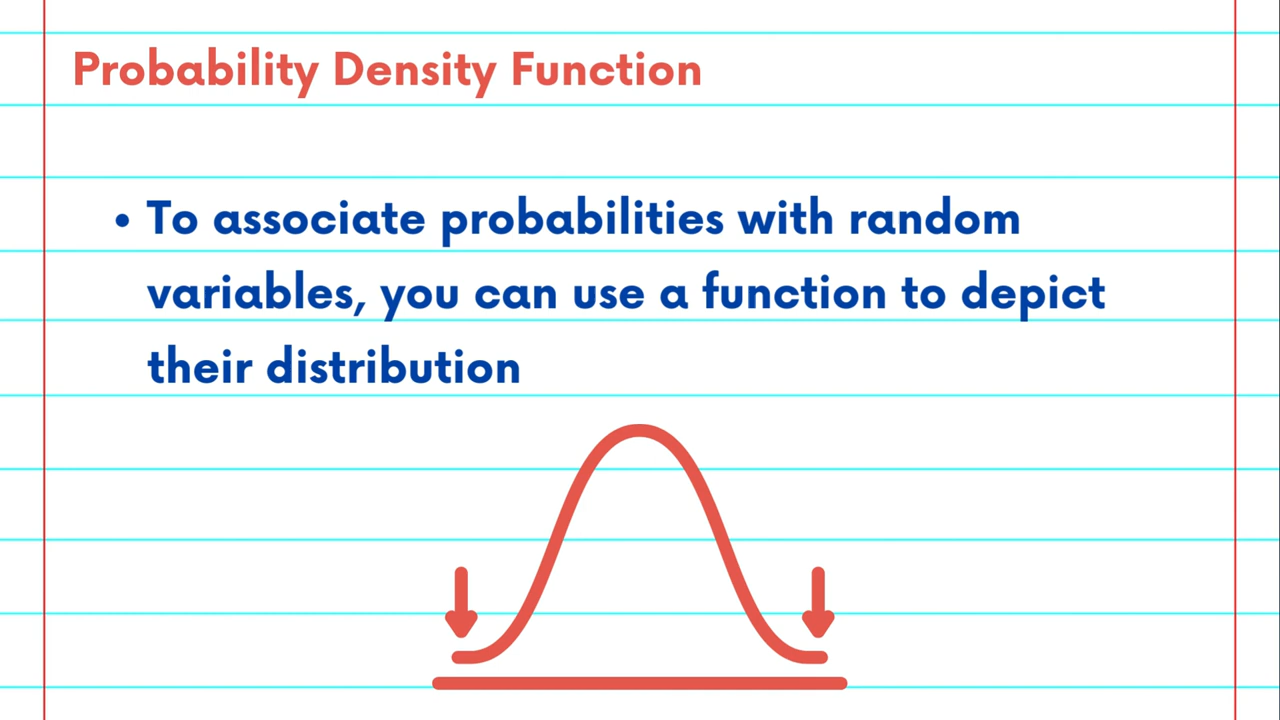 Probability Density Function
• To associate probabilities with random
variables, you can use a function to depict
their distribution